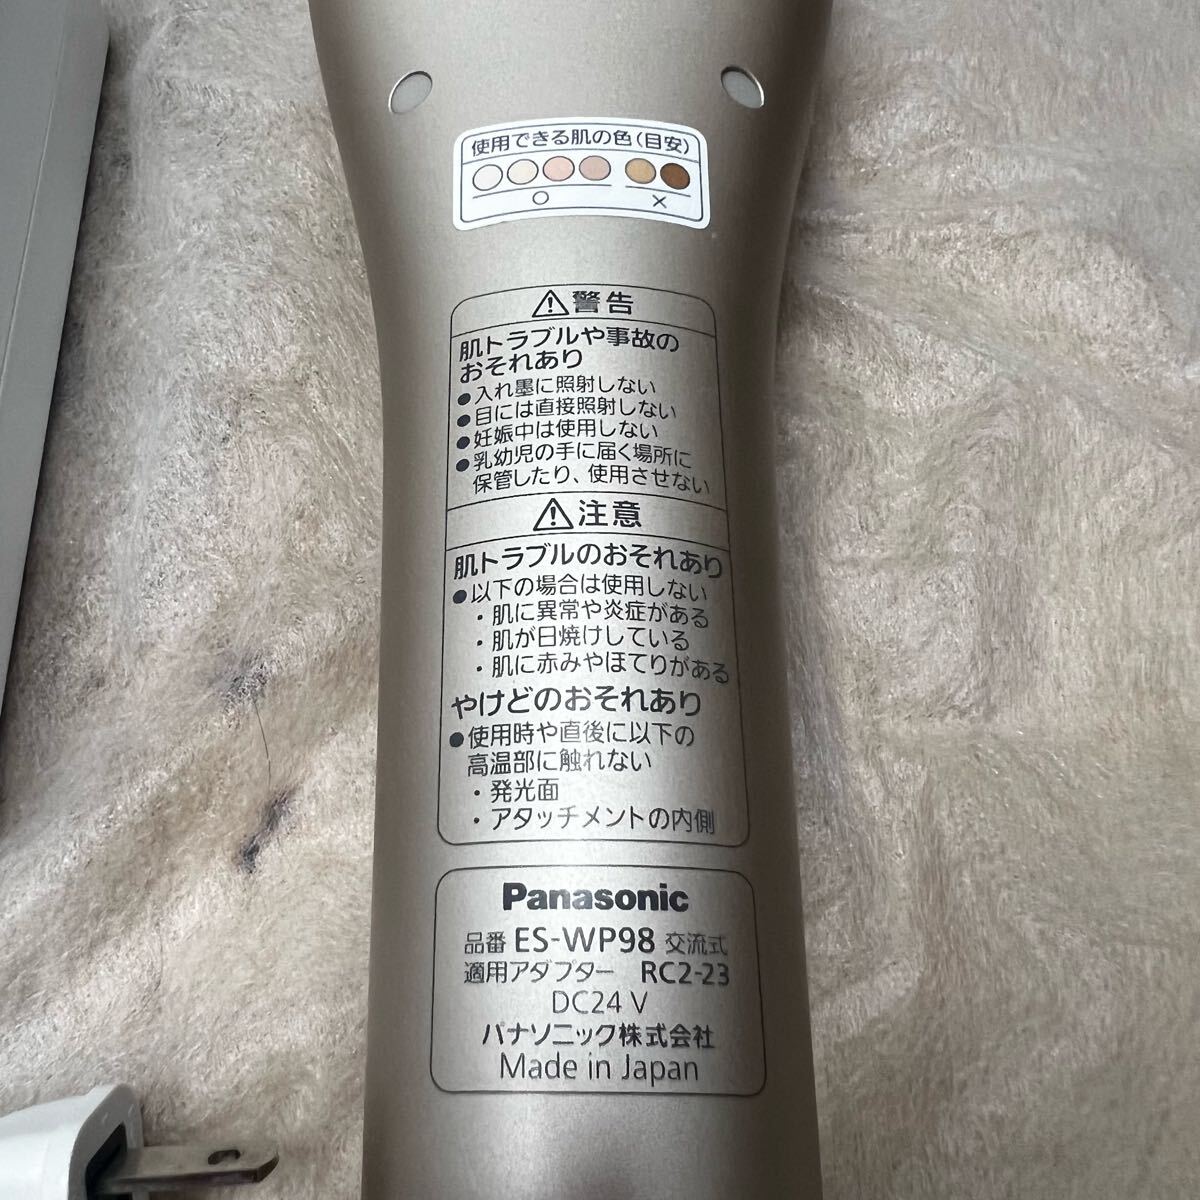 使用できる肌の色(目安)
○ ×
⚠警告
肌トラブルや事故の
おそれあり
●入れ墨に照射しない
●目には直接照射しない
●妊娠中は使用しない
●乳幼児の手に届く場所に
保管したり、使用させない
⚠注意
肌トラブルのおそれあり
●以下の場合は使用しない
・肌に異常や炎症がある
・肌が日焼けしている
・肌に赤みやほてりがある
やけどのおそれあり
●使用時や直後に以下の
高温部に触れない
・発光面
・アタッチメントの内側
Panasonic
品番 ES-WP98 交流式
適用アダプター RC2-23
DC24 V
パナソニック株式会社
Made in Japan